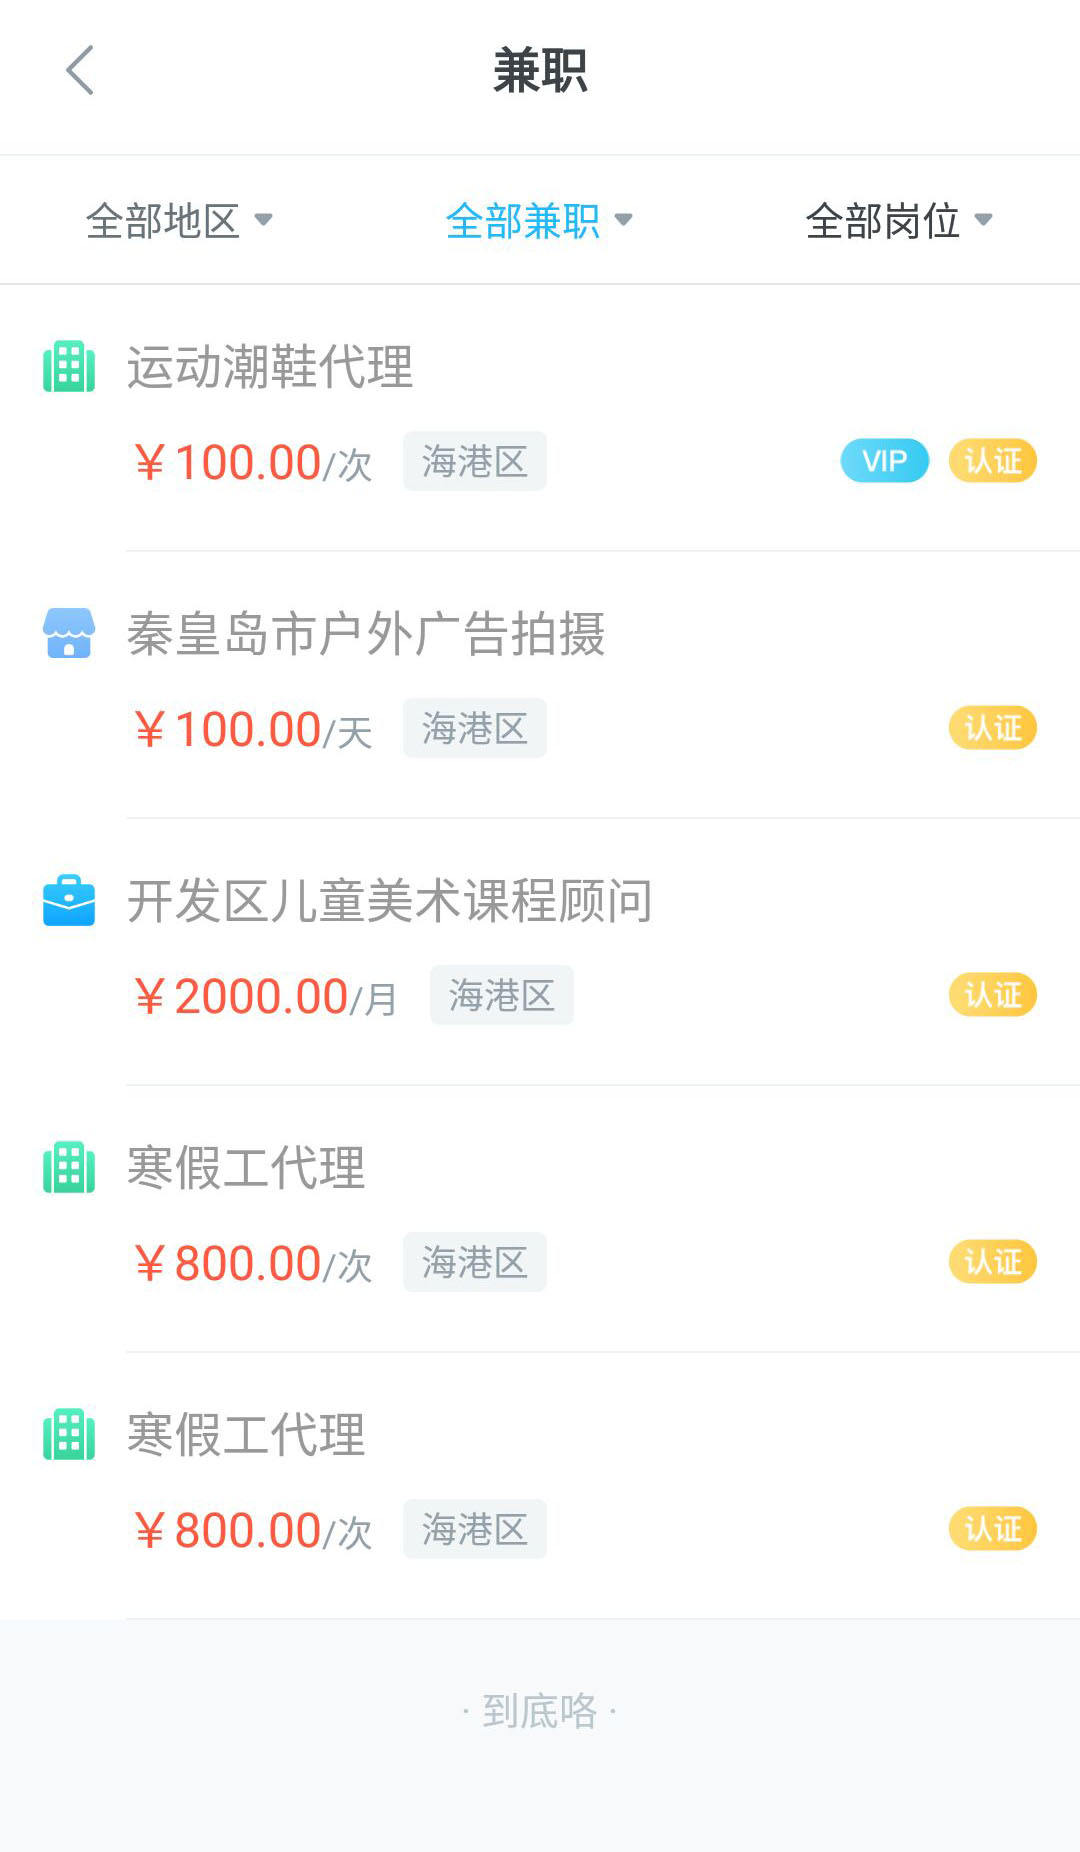 兼职
全部地区 全部兼职 全部岗位
运动潮鞋代理
￥100.00/次 海港区 VIP 认证
秦皇岛市户外广告拍摄
￥100.00/天 海港区 认证
开发区儿童美术课程顾问
￥2000.00/月 海港区 认证
寒假工代理
￥800.00/次 海港区 认证
寒假工代理
￥800.00/次 海港区 认证
· 到底咯 ·